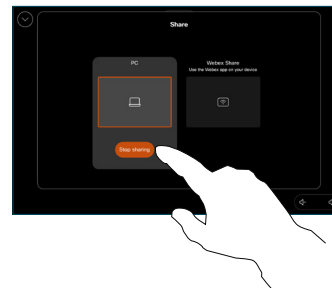 Share
PC
Webex Share
Use the Webex app on your device
Stop sharing